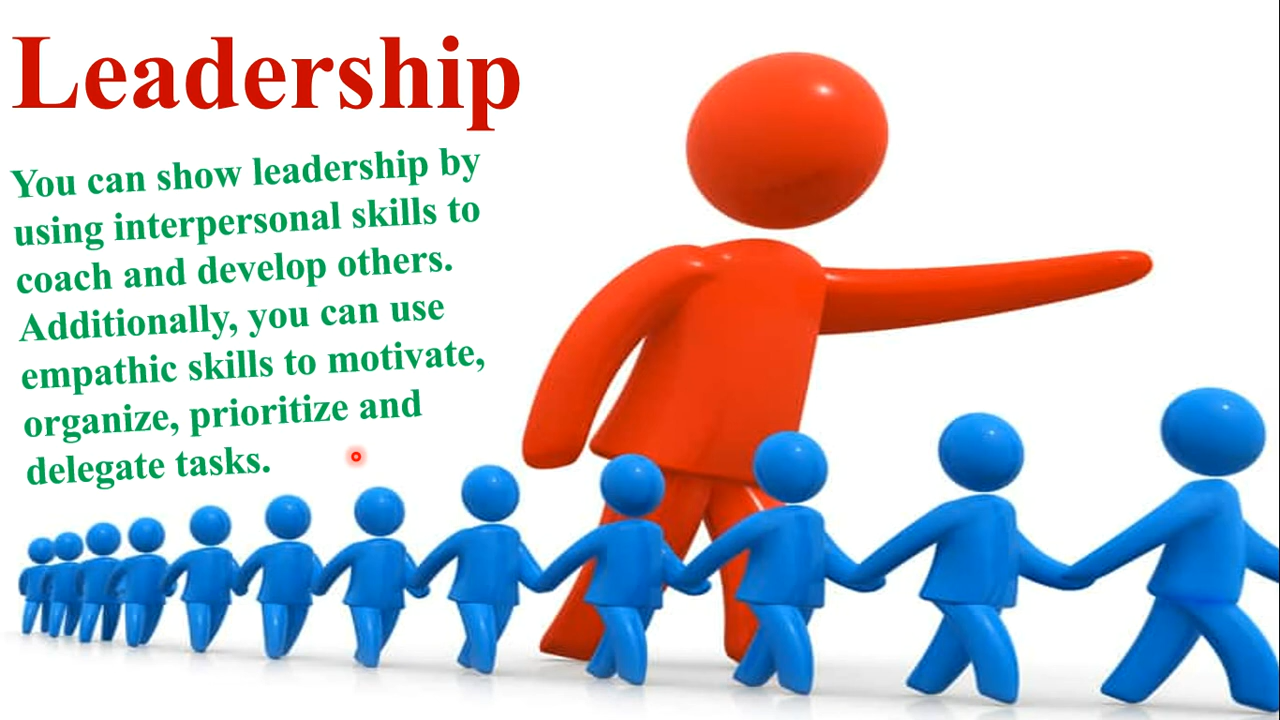 Leadership
You can show leadership by
using interpersonal skills to
coach and develop others.
Additionally, you can use
empathic skills to motivate,
organize, prioritize and
delegate tasks.